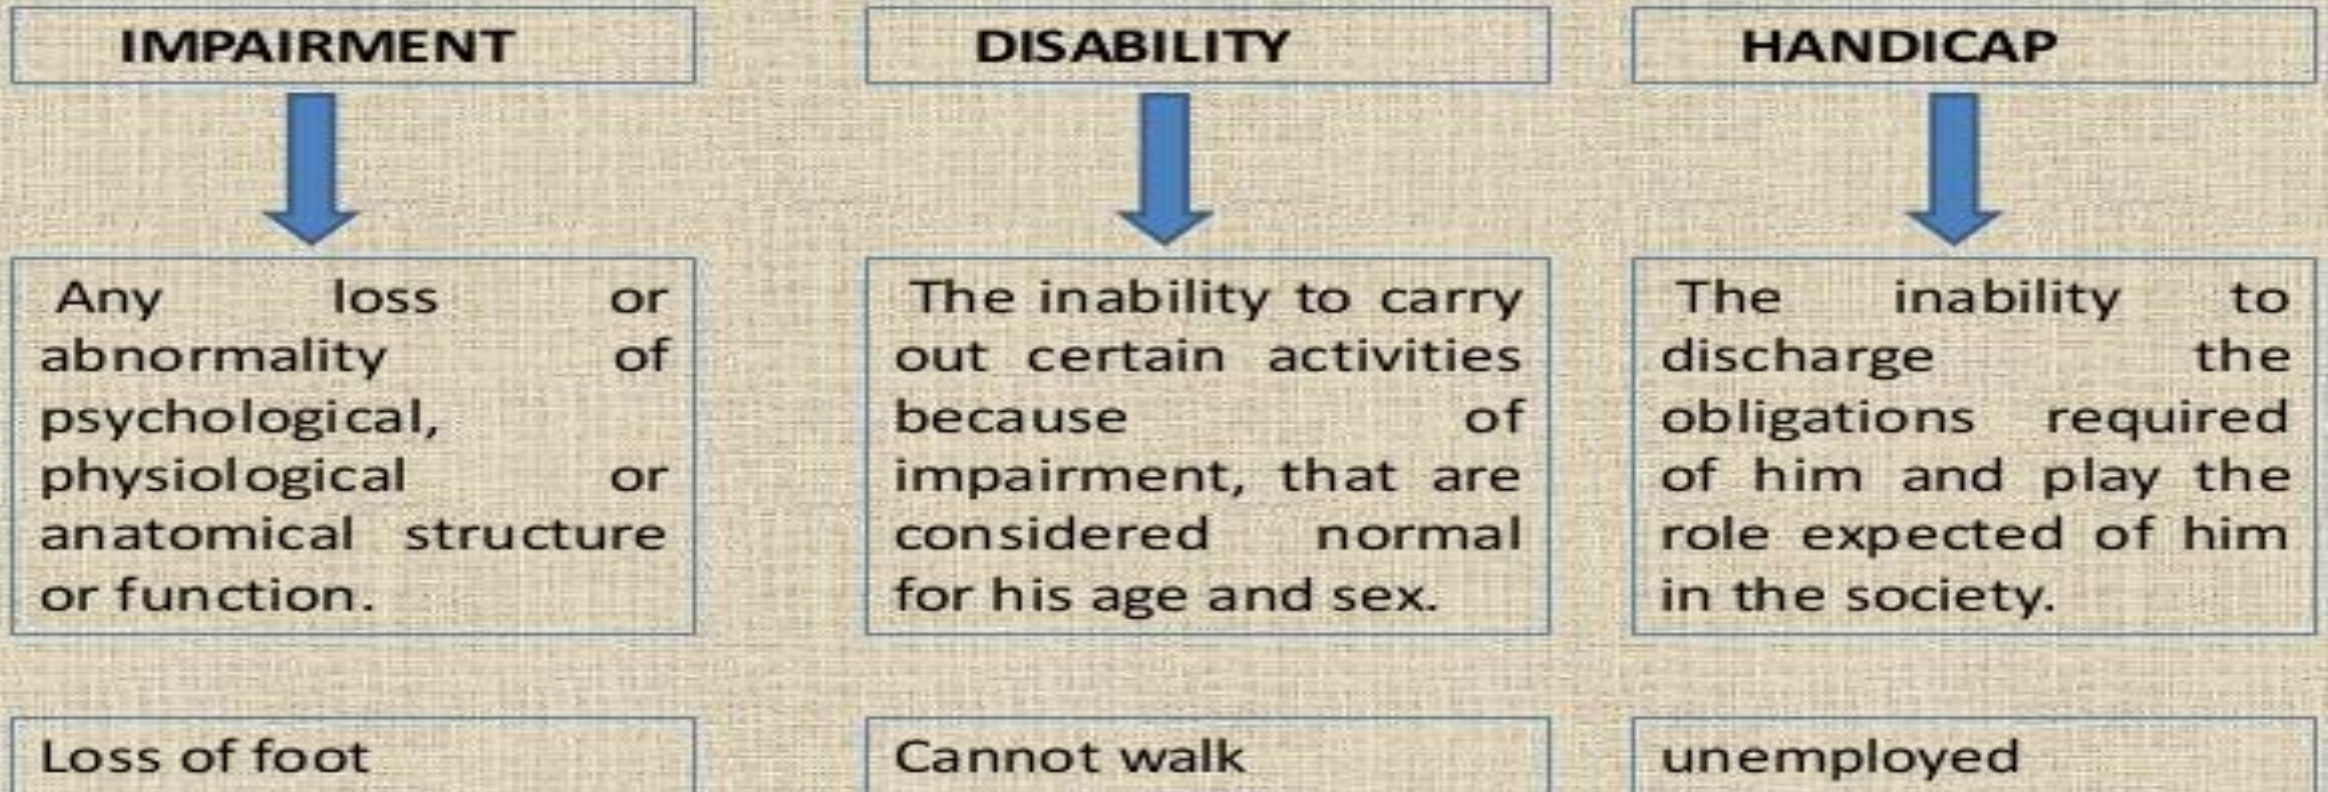 IMPAIRMENT
DISABILITY
HANDICAP
Any loss or
abnormality of
psychological,
physiological or
anatomical structure
or function.
The inability to carry
out certain activities
because of
impairment, that are
considered normal
for his age and sex.
The inability to
discharge the
obligations required
of him and play the
role expected of him
in the society.
Loss of foot
Cannot walk
unemployed